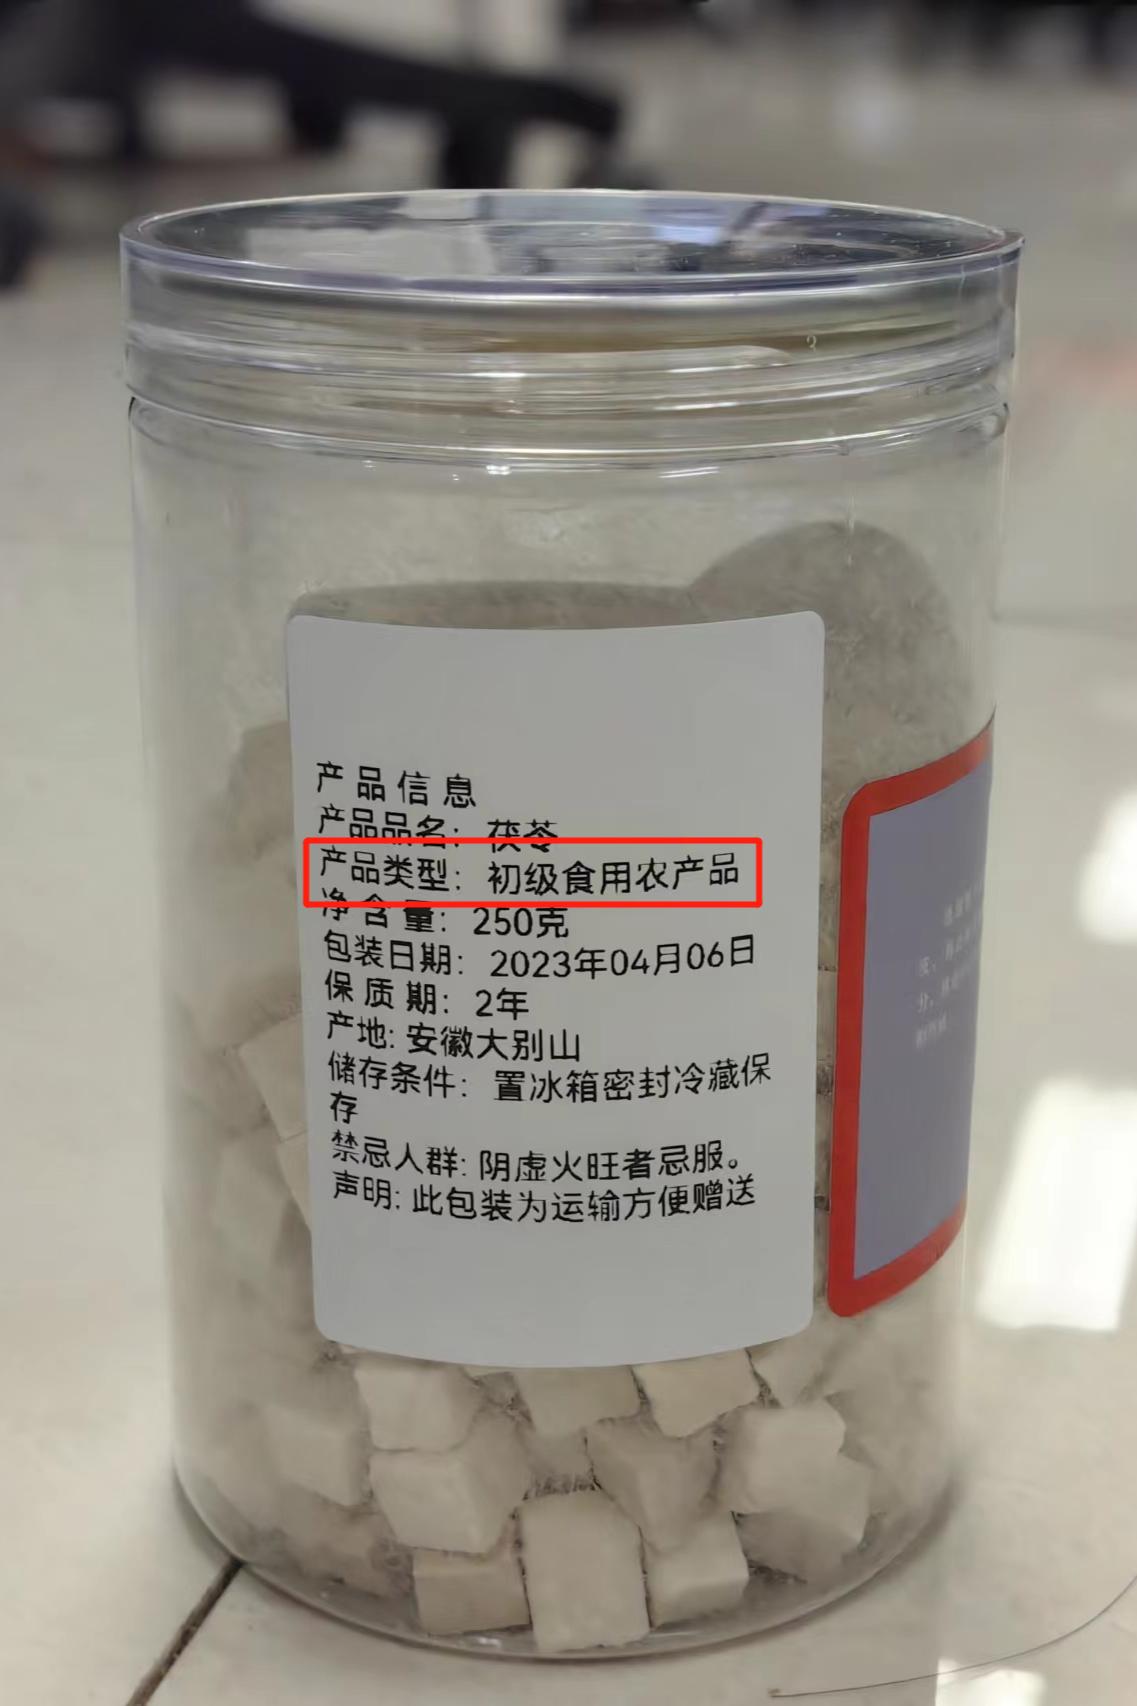 产品信息
产品品名：茯苓
产品类型：初级食用农产品
净含量：250克
包装日期：2023年04月06日
保质期：2年
产地:安徽大别山
储存条件：置冰箱密封冷藏保
存
禁忌人群:阴虚火旺者忌服。
声明:此包装为运输方便赠送